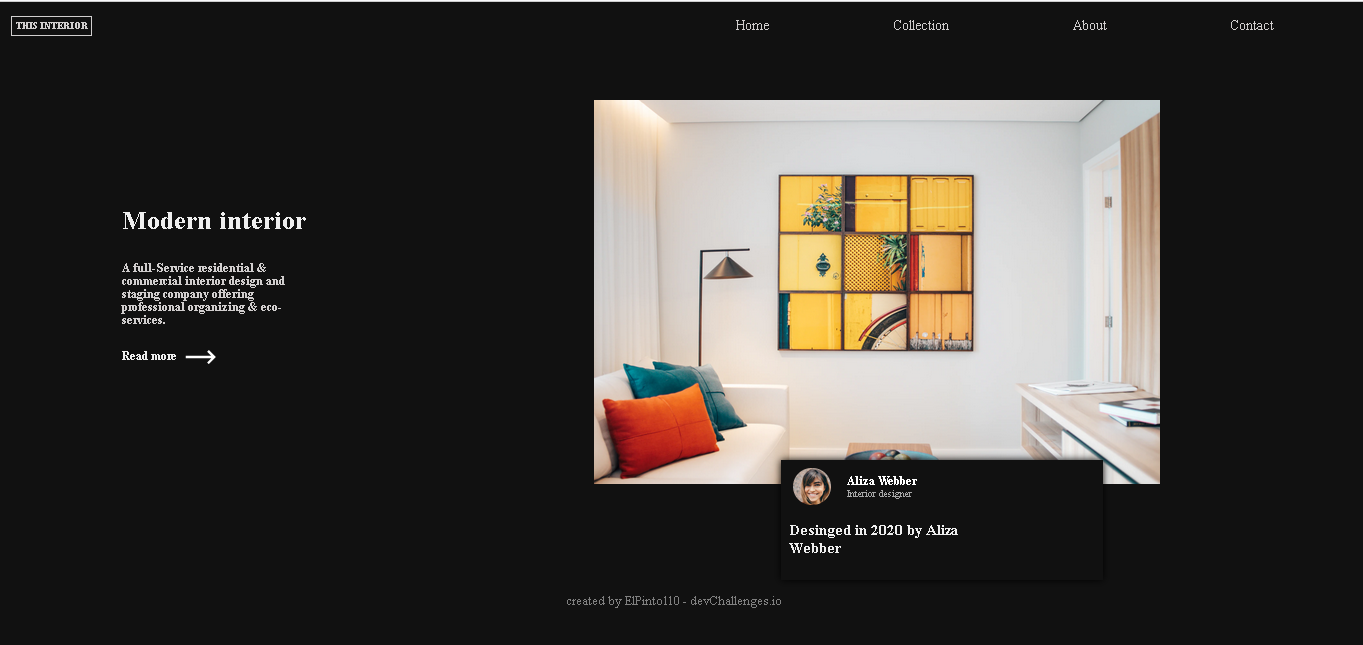 THIS INTERIOR
Home
Collection
About
Contact
Modern interior
A full-Service residential &
commercial interior design and
staging company offering
professional organizing & eco-
services.
Read more
Aliza Webber
Interior designer
Desinged in 2020 by Aliza
Webber
created by ElPinto110 - devChallenges.io